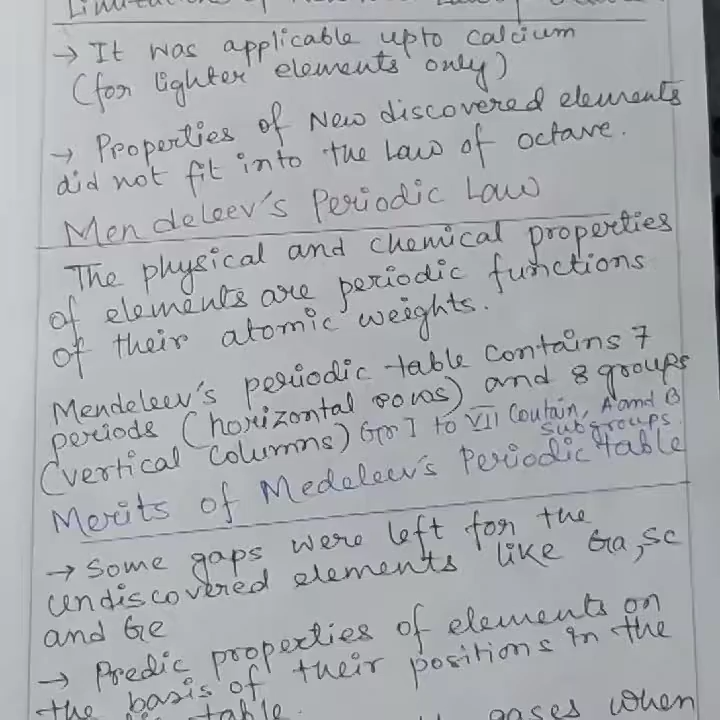 → It was applicable upto calcium
(for lighter elements only)
→ Properties of New discovered elements
did not fit into the Law of octave.
Mendeleev's Periodic Law
The physical and chemical properties
of elements are periodic functions
of their atomic weights.
Mendeleev's periodic table contains 7
periods (horizontal rows) and 8 groups
(vertical columns) Gr I to VII Contain, A and B
subgroups.
Merits of Medeleev's Periodic table
→ Some gaps were left for the
undiscovered elements like Ga, Sc
and Ge
→ Predic properties of elements on
the basis of their positions in the
table.
gases when